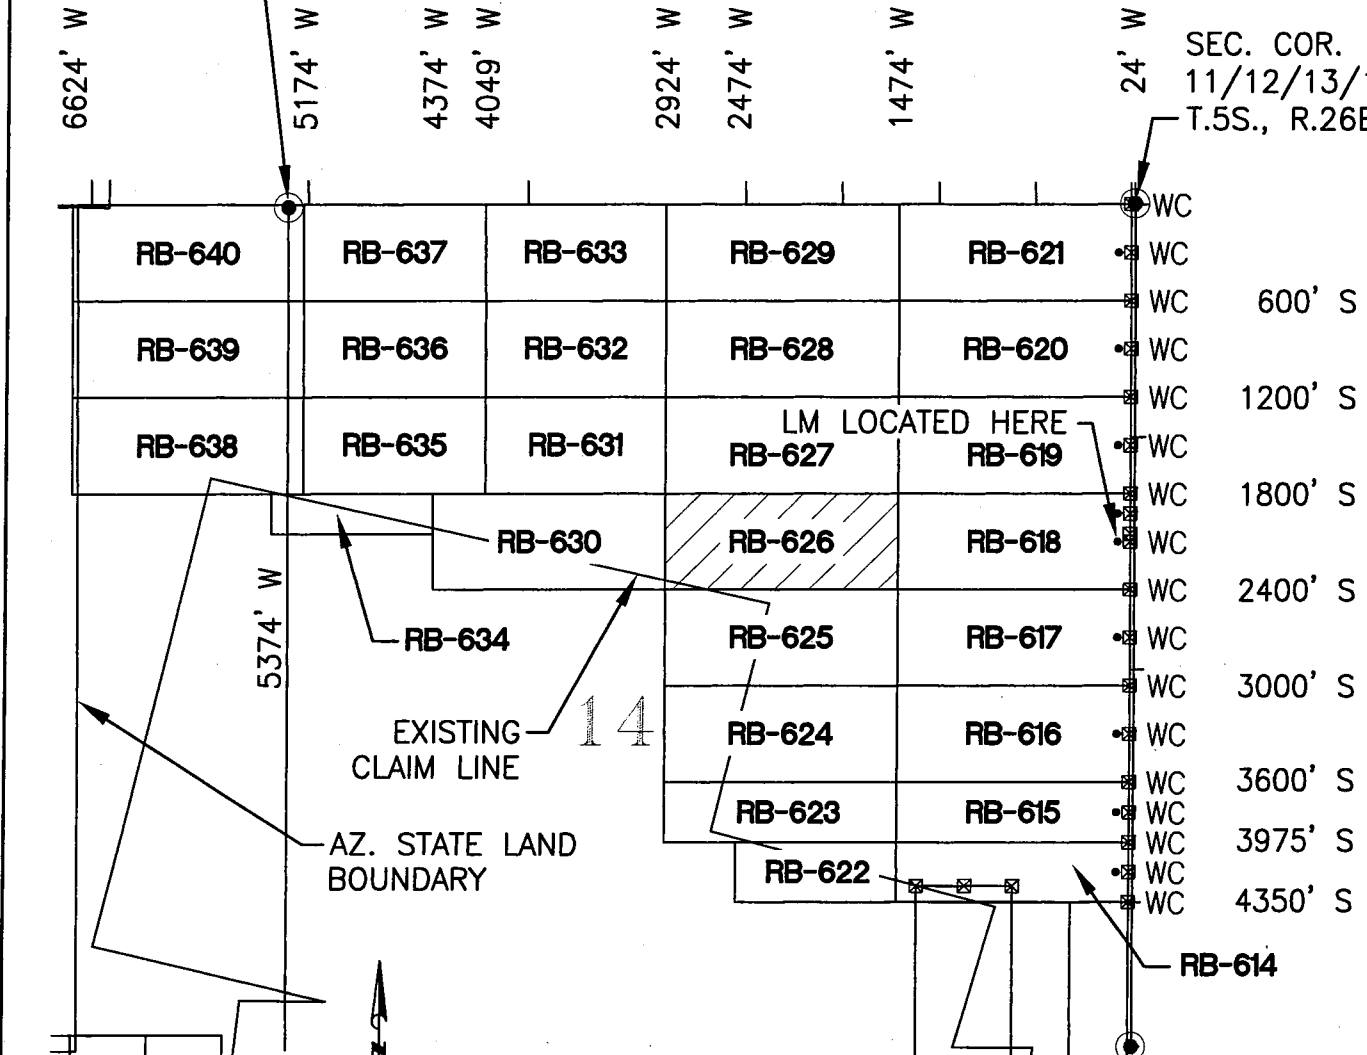 6624' W
5174' W
4374' W
4049' W
2924' W
2474' W
1474' W
24' W
SEC. COR.
11/12/13/
T.5S., R.26E
WC
RB-640
RB-637
RB-633
RB-629
RB-621
WC
WC
600' S
RB-639
RB-636
RB-632
RB-628
RB-620
WC
WC
1200' S
LM LOCATED HERE
RB-638
RB-635
RB-631
RB-627
RB-619
WC
WC
1800' S
RB-630
RB-626
RB-618
WC
WC
2400' S
5374' W
RB-634
RB-625
RB-617
WC
WC
3000' S
EXISTING
CLAIM LINE
14
RB-624
RB-616
WC
WC
3600' S
RB-623
RB-615
WC
WC
3975' S
AZ. STATE LAND
BOUNDARY
RB-622
WC
WC
4350' S
RB-614